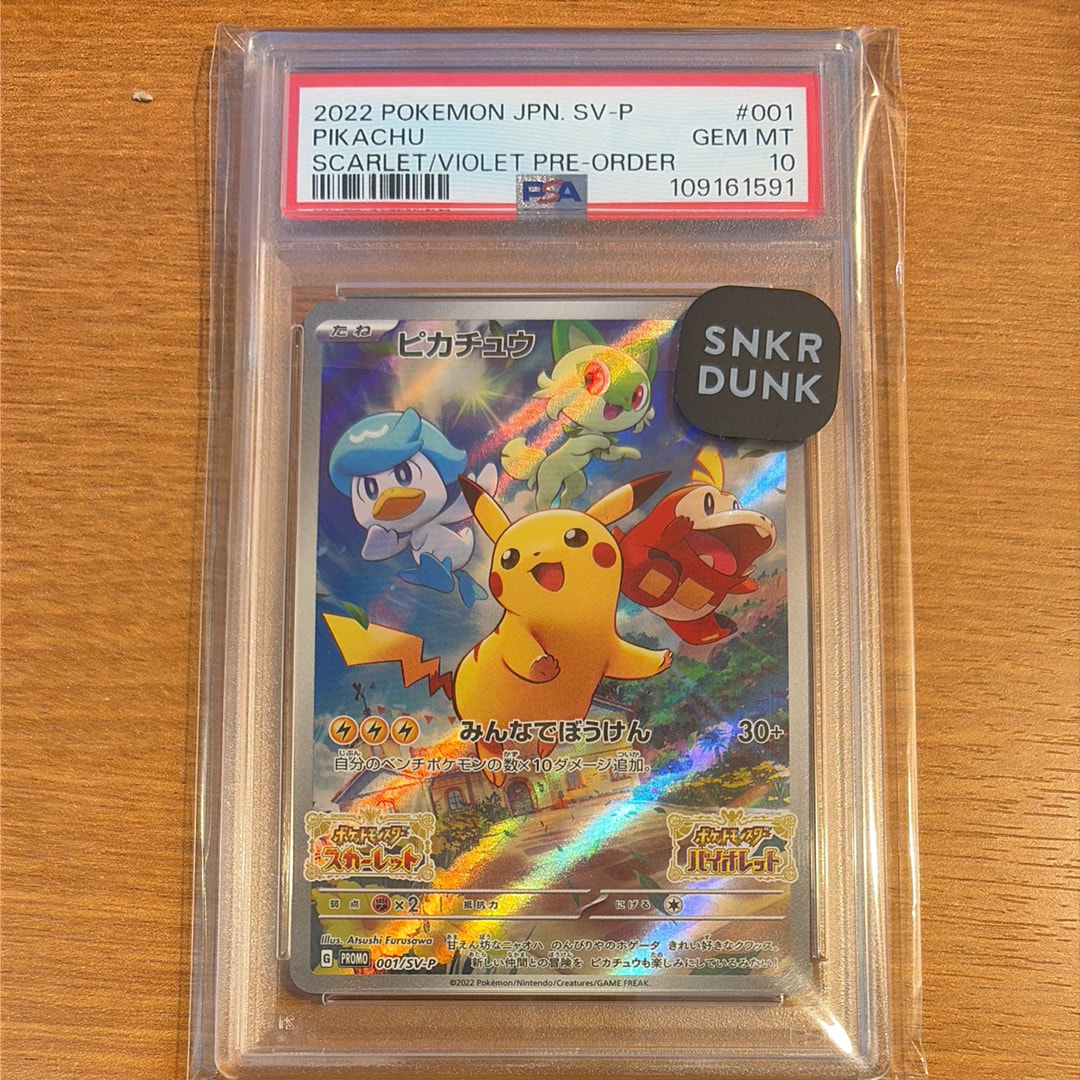 2022 POKEMON JPN. SV-P #001
PIKACHU GEM MT
SCARLET/VIOLET PRE-ORDER 10
109161591
PSA
SNKR
DUNK
たね
ピカチュウ
みんなでぼうけん 30+
自分のベンチポケモンの数×10ダメージ追加。
ポケットモンスター
スカーレット
ポケットモンスター
バイオレット
弱点 ×2 抵抗力 にげる
Illus. Atsushi Furusawa
甘えん坊なニャオハ のんびりやのホゲータ きれい好きなクワッス。
新しい仲間との冒険を ピカチュウも楽しみにしているみたい!
G PROMO 001/SV-P
©2022 Pokémon/Nintendo/Creatures/GAME FREAK.